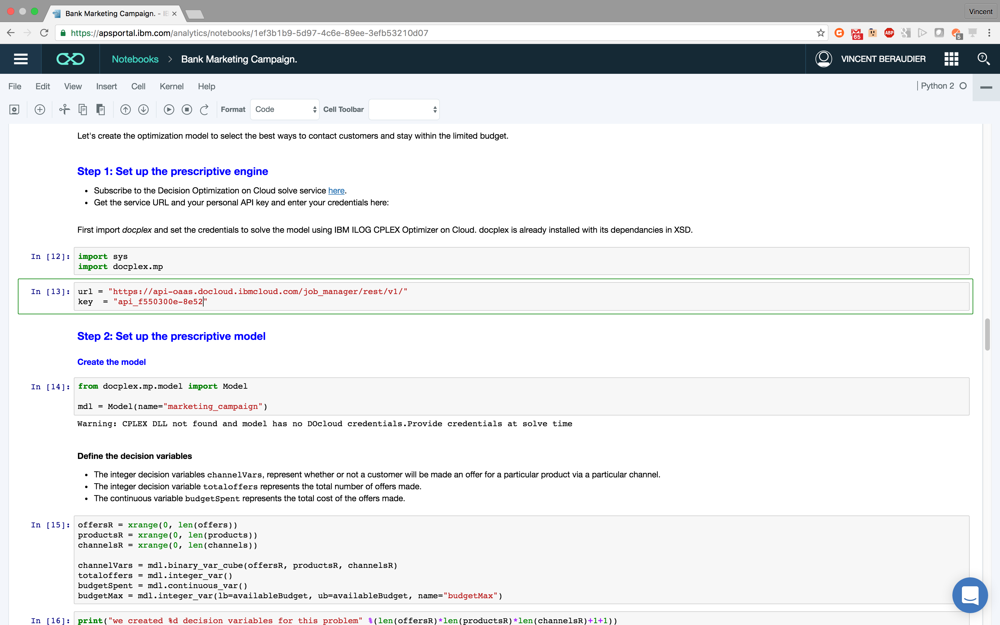 Bank Marketing Campaign. - IB
Vincent
https://apsportal.ibm.com/analytics/notebooks/1ef3b1b9-5d97-4c6e-89ee-3efb53210d07
65
ABP
5
Notebooks > Bank Marketing Campaign.
VINCENT BERAUDIER
File Edit View Insert Cell Kernel Help
Python 2
Format Code Cell Toolbar
Let's create the optimization model to select the best ways to contact customers and stay within the limited budget.
Step 1: Set up the prescriptive engine
• Subscribe to the Decision Optimization on Cloud solve service here.
• Get the service URL and your personal API key and enter your credentials here:
First import docplex and set the credentials to solve the model using IBM ILOG CPLEX Optimizer on Cloud. docplex is already installed with its dependancies in XSD.
In [12]: import sys
import docplex.mp
In [13]: url = "https://api-oaas.docloud.ibmcloud.com/job_manager/rest/v1/"
key  = "api_f550300e-8e52"
Step 2: Set up the prescriptive model
Create the model
In [14]: from docplex.mp.model import Model
mdl = Model(name="marketing_campaign")
Warning: CPLEX DLL not found and model has no DOcloud credentials.Provide credentials at solve time
Define the decision variables
• The integer decision variables channelVars, represent whether or not a customer will be made an offer for a particular product via a particular channel.
• The integer decision variable totaloffers represents the total number of offers made.
• The continuous variable budgetSpent represents the total cost of the offers made.
In [15]: offersR = xrange(0, len(offers))
productsR = xrange(0, len(products))
channelsR = xrange(0, len(channels))
channelVars = mdl.binary_var_cube(offersR, productsR, channelsR)
totaloffers = mdl.integer_var()
budgetSpent = mdl.continuous_var()
budgetMax = mdl.integer_var(lb=availableBudget, ub=availableBudget, name="budgetMax")
In [16]: print("we created %d decision variables for this problem" %(len(offersR)*len(productsR)*len(channelsR)+1+1))